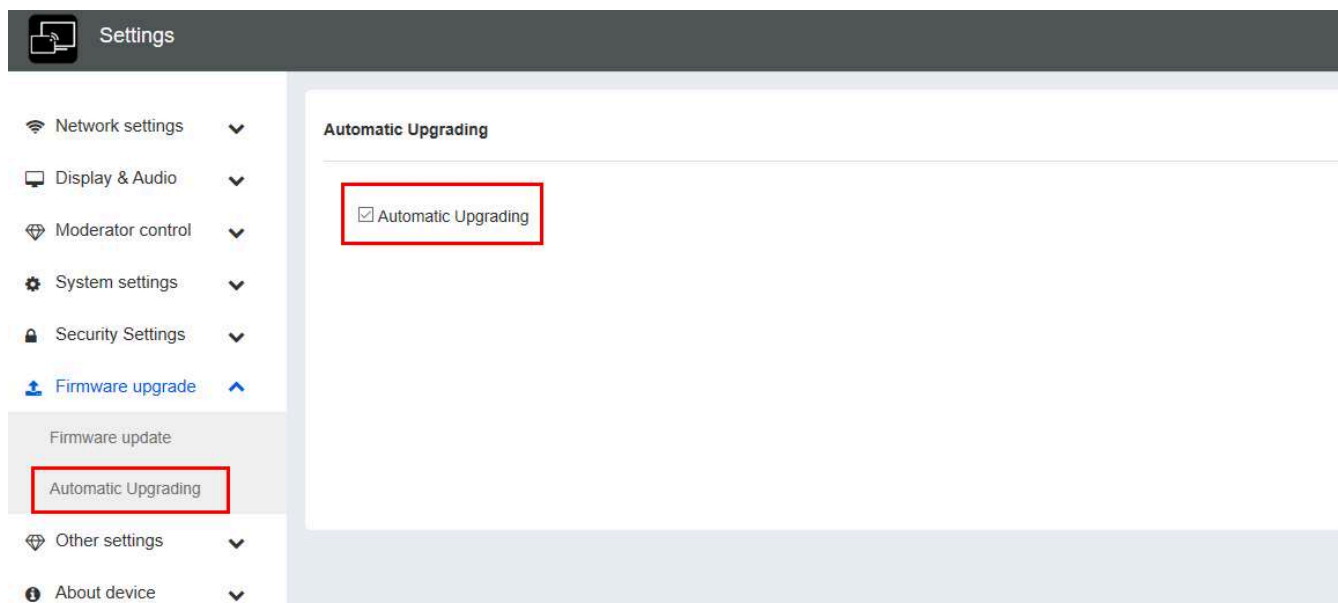 Settings
Network settings
Display & Audio
Moderator control
System settings
Security Settings
Firmware upgrade
Firmware update
Automatic Upgrading
Other settings
About device
Automatic Upgrading
Automatic Upgrading